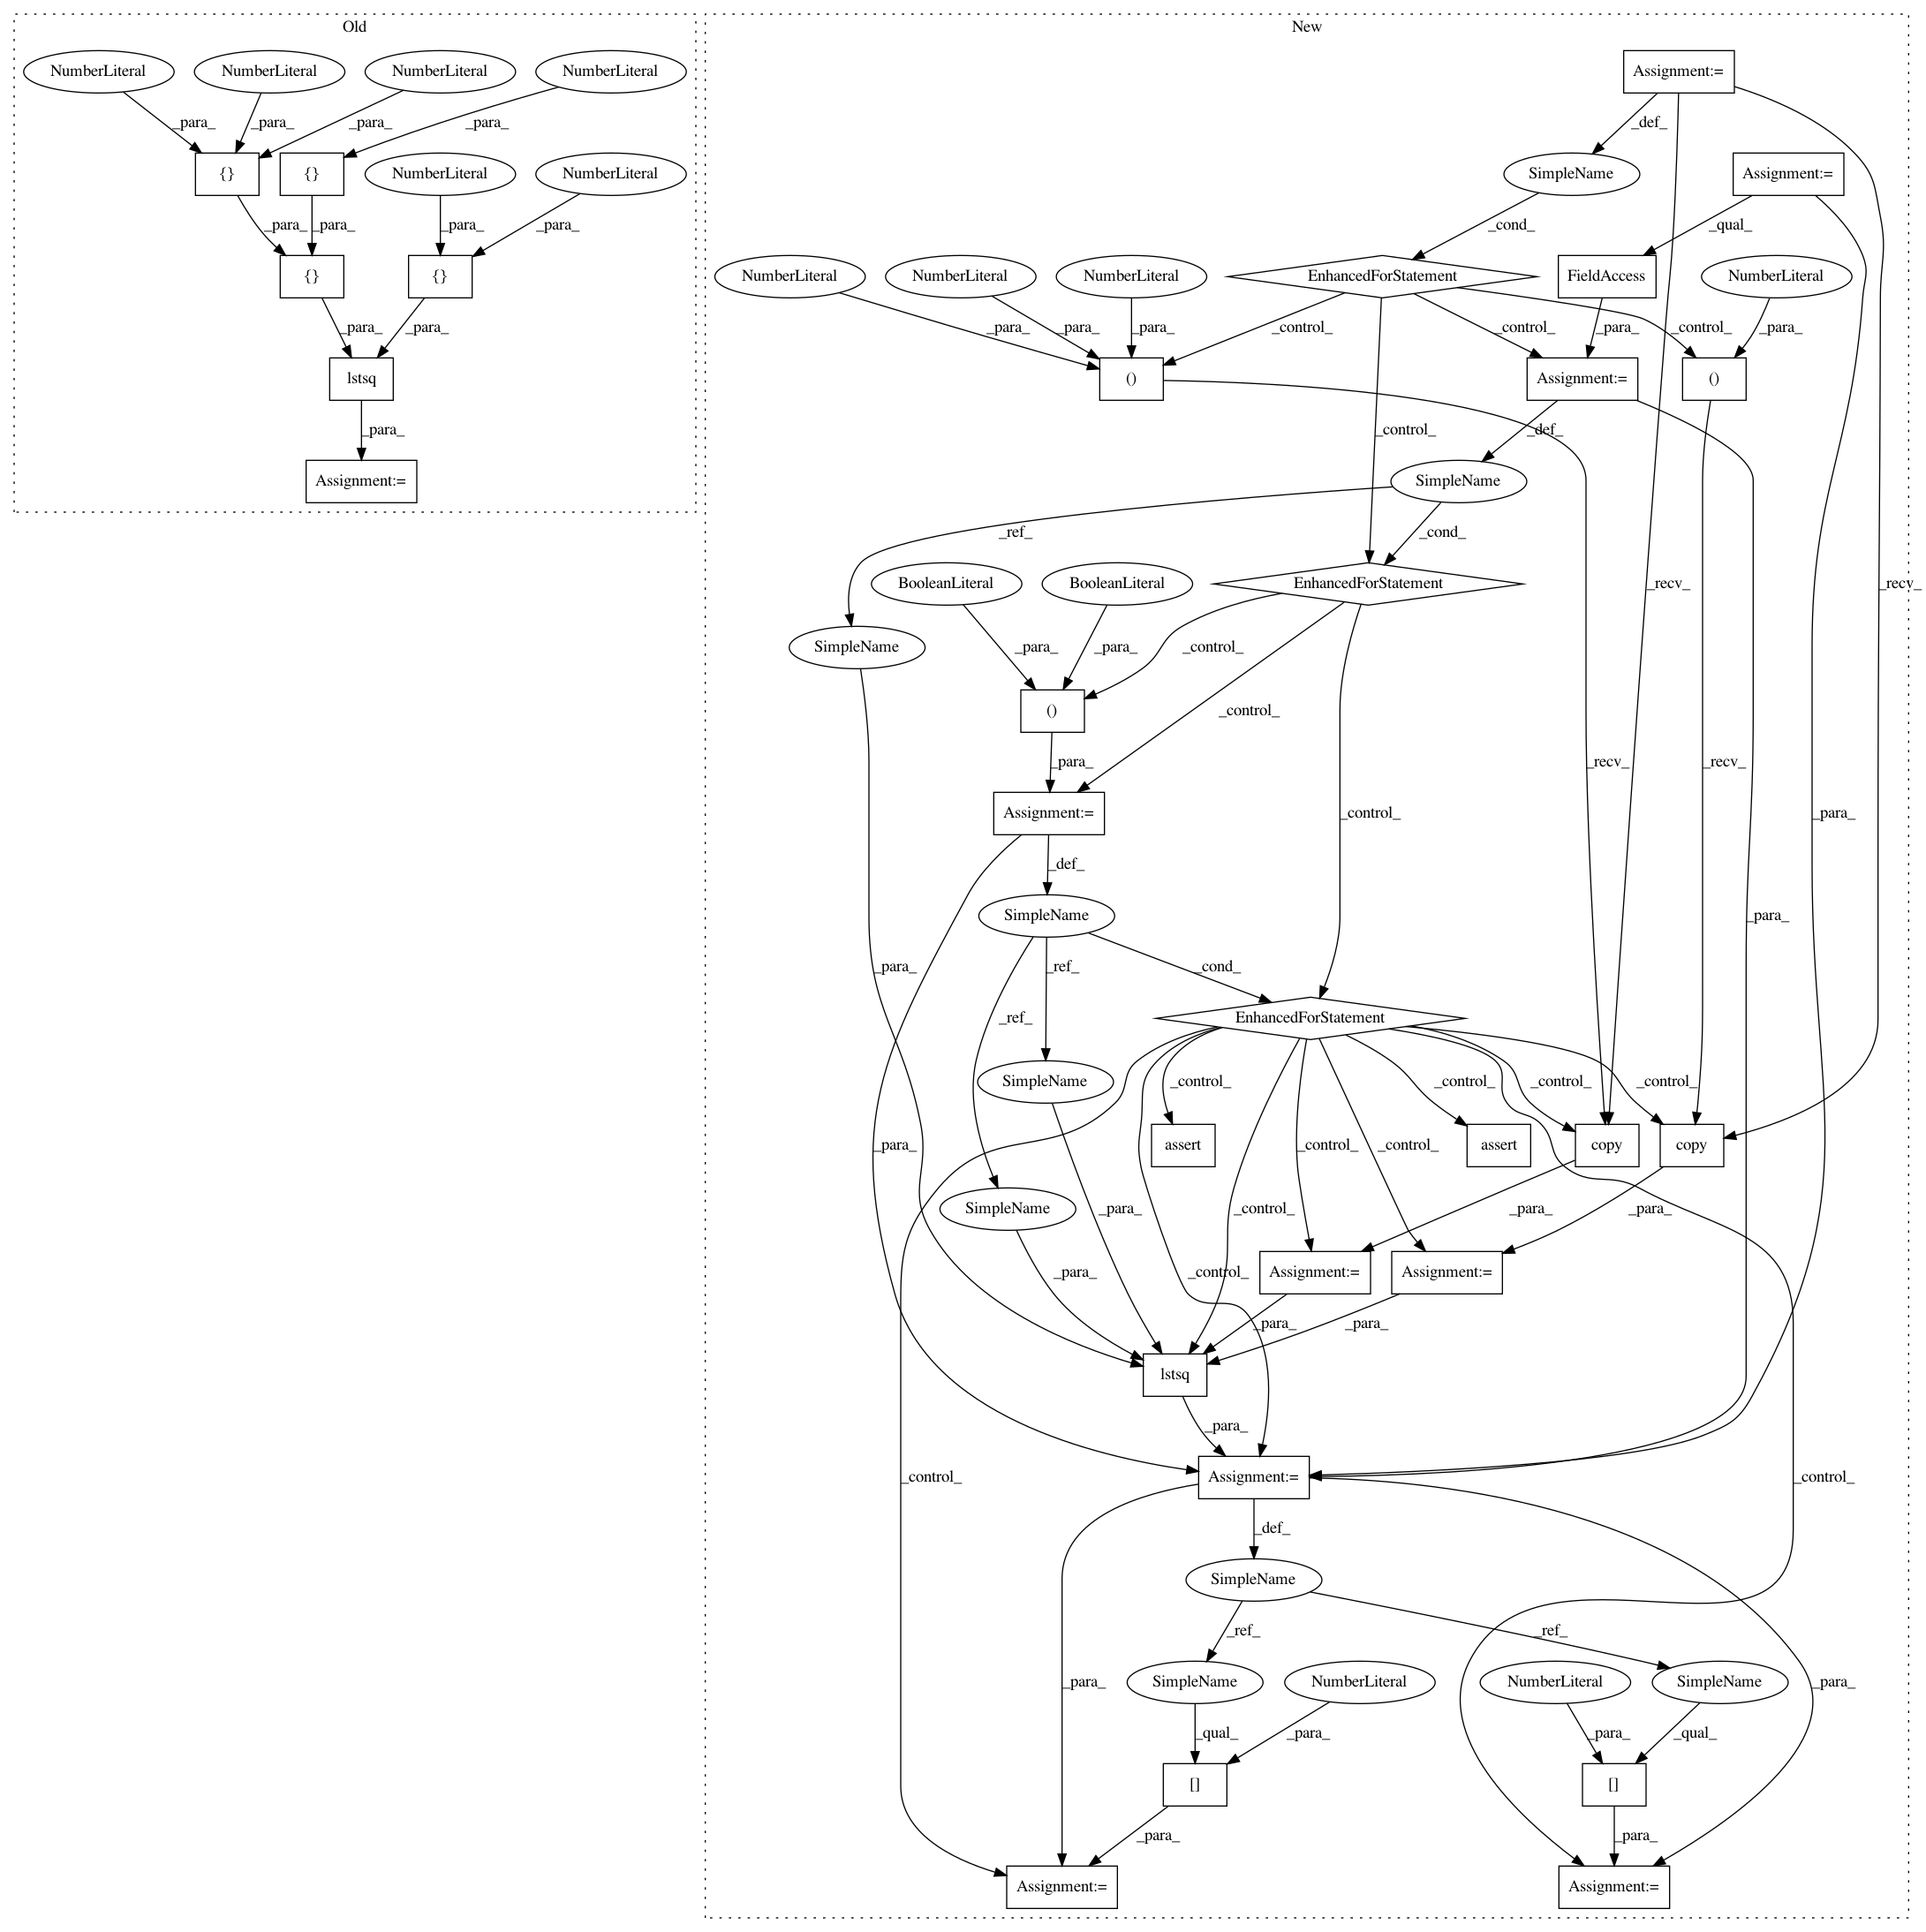 Old
New
NumberLiteral NumberLiteral NumberLiteral NumberLiteral
Assignment:=
_para_ _para_ _para_ _para_
_def_
{} {} NumberLiteral NumberLiteral
SimpleName Assignment:=
_para_ _para_ _para_ _para_
_cond_ _qual_
{} {}
NumberLiteral NumberLiteral NumberLiteral EnhancedForStatement FieldAccess NumberLiteral
_para_ _para_
_para_ _para_ _para_ _control_ _control_ _para_ _control_ _para_
lstsq
() Assignment:= ()
_para_
_control_ _def_
Assignment:=
SimpleName
_ref_ _cond_
BooleanLiteral BooleanLiteral EnhancedForStatement _recv_ _recv_
SimpleName _para_ _para_ _control_
()
_control_
_para_ _recv_ _recv_
Assignment:= _control_ _para_
_def_
SimpleName _para_
_para_ _ref_ _cond_
_ref_ EnhancedForStatement
SimpleName _control_ _control_ _control_ _control_
_para_ _control_ _control_
assert assert copy copy
SimpleName _para_ _control_ _para_ _para_
_para_ _control_ Assignment:= Assignment:=
_para_ _para_
lstsq
_para_
_control_ Assignment:= _control_
_def_
SimpleName
_ref_ _ref_
SimpleName NumberLiteral NumberLiteral SimpleName
_para_ _qual_ _para_ _para_ _qual_ _para_
[] []
_para_ _para_
Assignment:= Assignment:=